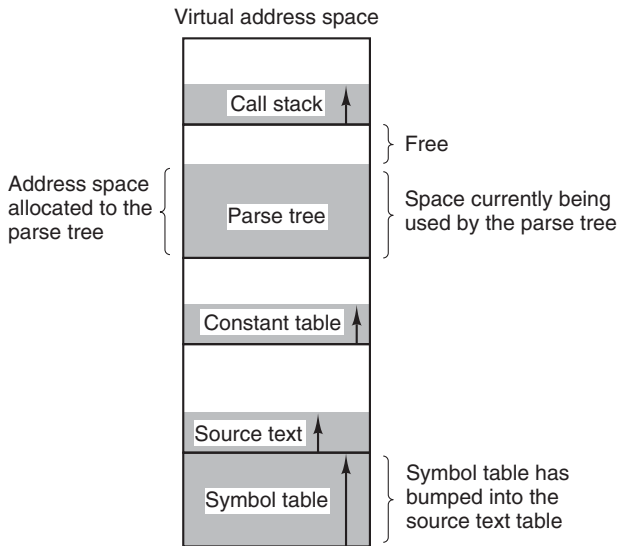 Virtual address space
Call stack
Free
Address space
allocated to the
parse tree
Parse tree
Space currently being
used by the parse tree
Constant table
Source text
Symbol table
Symbol table has
bumped into the
source text table